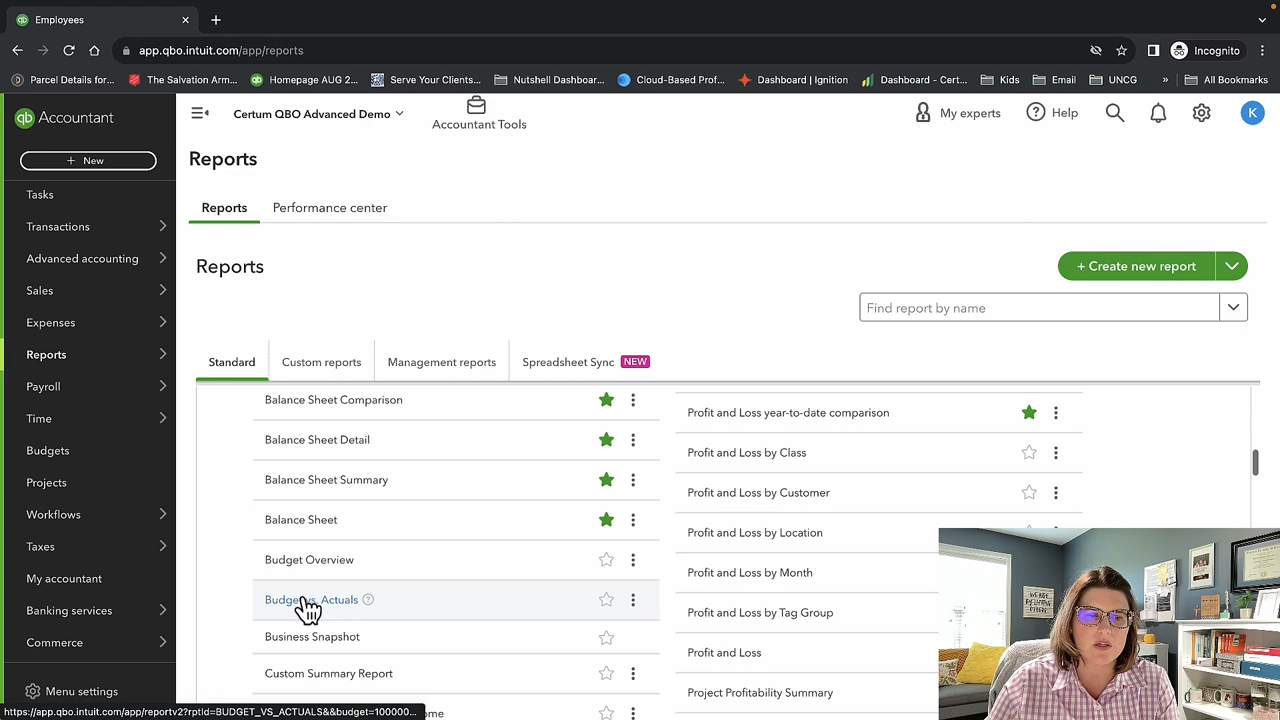 Employees
app.qbo.intuit.com/app/reports
Incognito
Parcel Details for...
The Salvation Arm...
Homepage AUG 2...
Serve Your Clients...
Nutshell Dashboar...
Cloud-Based Prof...
Dashboard | Ignition
Dashboard - Cert...
Kids
Email
UNCG
»
All Bookmarks
qb Accountant
Certum QBO Advanced Demo
Accountant Tools
My experts
Help
K
+ New
Tasks
Transactions
Advanced accounting
Sales
Expenses
Reports
Payroll
Time
Budgets
Projects
Workflows
Taxes
My accountant
Banking services
Commerce
Menu settings
Reports
Reports
Performance center
Reports
+ Create new report
Find report by name
Standard
Custom reports
Management reports
Spreadsheet Sync NEW
Balance Sheet Comparison
Balance Sheet Detail
Balance Sheet Summary
Balance Sheet
Budget Overview
Budget vs. Actuals
Business Snapshot
Custom Summary Report
ome
Profit and Loss year-to-date comparison
Profit and Loss by Class
Profit and Loss by Customer
Profit and Loss by Location
Profit and Loss by Month
Profit and Loss by Tag Group
Profit and Loss
Project Profitability Summary
https://app.qbo.intuit.com/app/reportv2?rptId=BUDGET_VS_ACTUALS&&budget=100000...